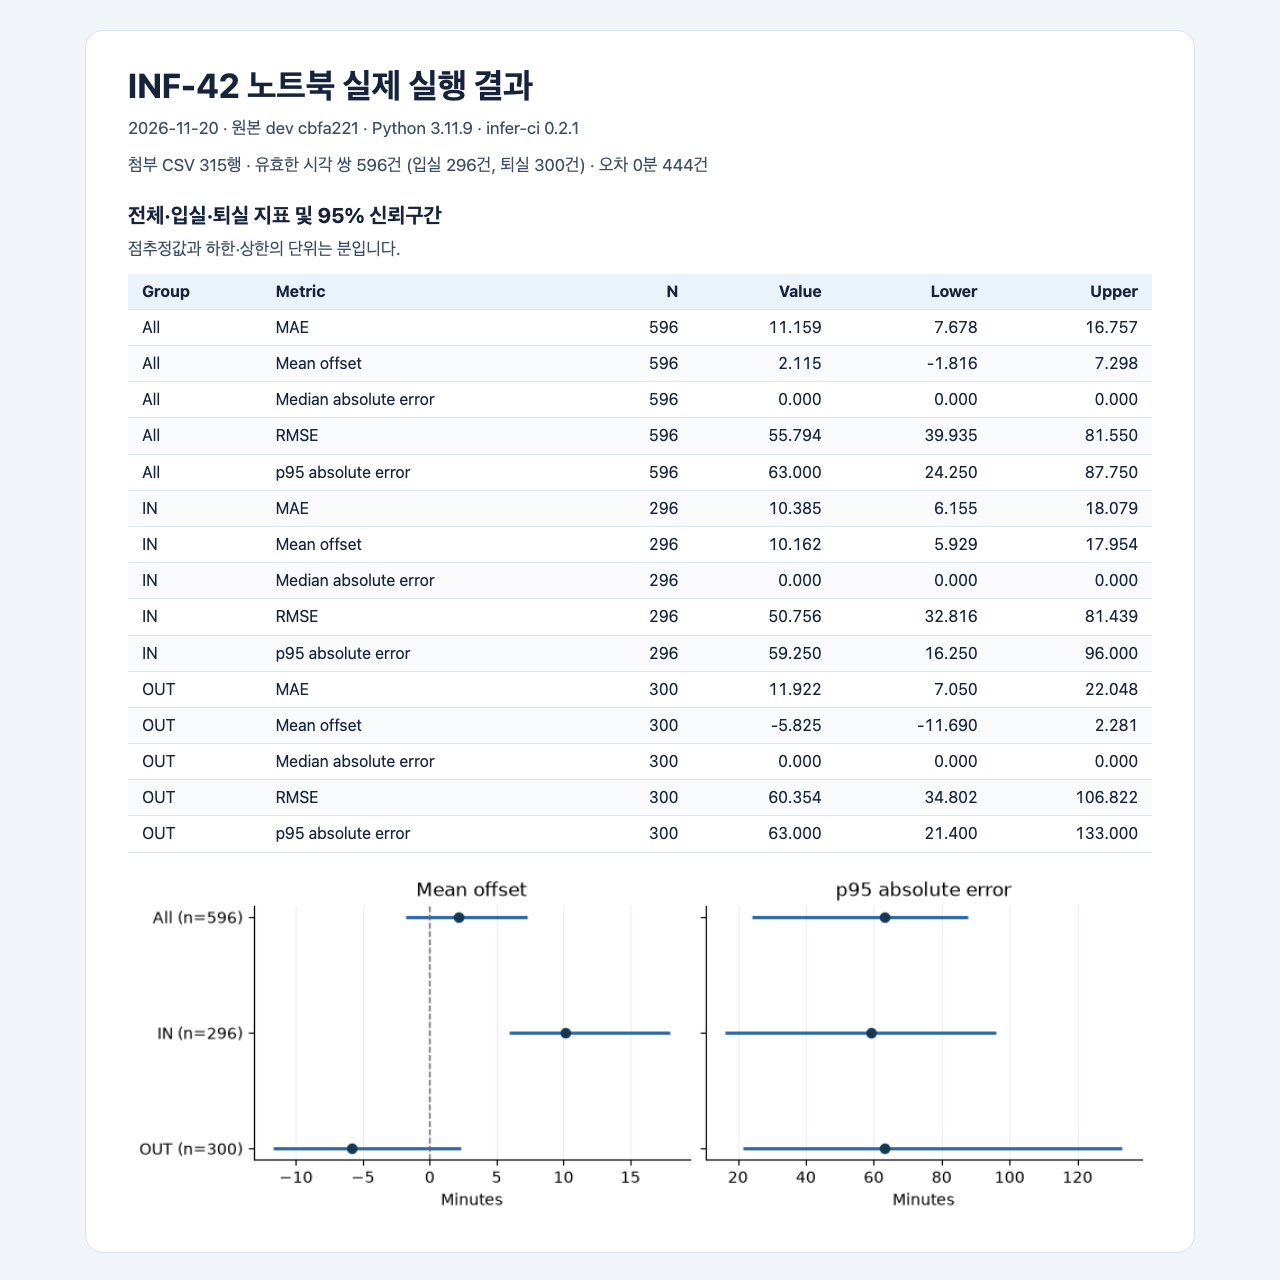 INF-42 노트북 실제 실행 결과
2026-11-20 · 원본 dev cbfa221 · Python 3.11.9 · infer-ci 0.2.1
첨부 CSV 315행 · 유효한 시각 쌍 596건 (입실 296건, 퇴실 300건) · 오차 0분 444건
전체·입실·퇴실 지표 및 95% 신뢰구간
점추정값과 하한·상한의 단위는 분입니다.
Group Metric N Value Lower Upper
All MAE 596 11.159 7.678 16.757
All Mean offset 596 2.115 -1.816 7.298
All Median absolute error 596 0.000 0.000 0.000
All RMSE 596 55.794 39.935 81.550
All p95 absolute error 596 63.000 24.250 87.750
IN MAE 296 10.385 6.155 18.079
IN Mean offset 296 10.162 5.929 17.954
IN Median absolute error 296 0.000 0.000 0.000
IN RMSE 296 50.756 32.816 81.439
IN p95 absolute error 296 59.250 16.250 96.000
OUT MAE 300 11.922 7.050 22.048
OUT Mean offset 300 -5.825 -11.690 2.281
OUT Median absolute error 300 0.000 0.000 0.000
OUT RMSE 300 60.354 34.802 106.822
OUT p95 absolute error 300 63.000 21.400 133.000
Mean offset
All (n=596)
IN (n=296)
OUT (n=300)
−10 −5 0 5 10 15
Minutes
p95 absolute error
20 40 60 80 100 120
Minutes